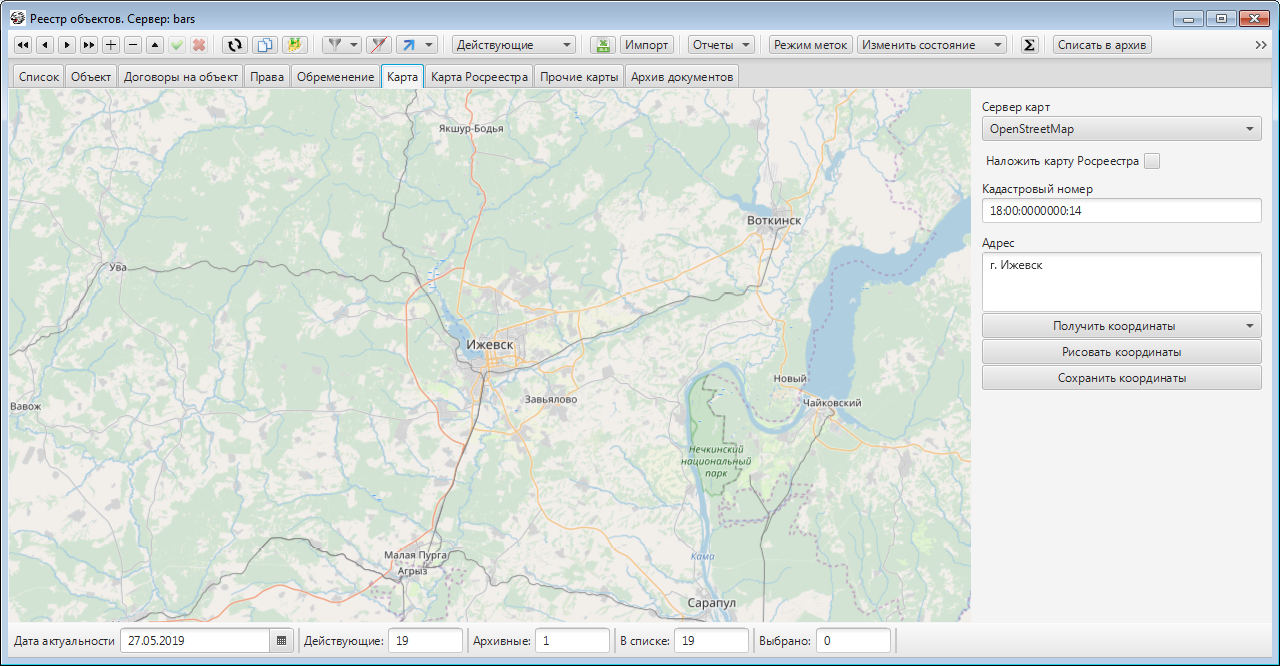 Реестр объектов. Сервер: bars
Действующие Импорт Отчеты Режим меток Изменить состояние Σ Списать в архив
Список Объект Договоры на объект Права Обременение Карта Карта Росреестра Прочие карты Архив документов
Сервер карт
OpenStreetMap
Наложить карту Росреестра
Кадастровый номер
18:00:0000000:14
Адрес
г. Ижевск
Получить координаты
Рисовать координаты
Сохранить координаты
Якшур-Бодья
Воткинск
Ува
Ижевск
Новый
Завьялово
Чайковский
Вавож
Нечкинский
национальный
парк
Малая Пурга
Кама
Агрыз
Сарапул
Дата актуальности 27.05.2019 Действующие: 19 Архивные: 1 В списке: 19 Выбрано: 0